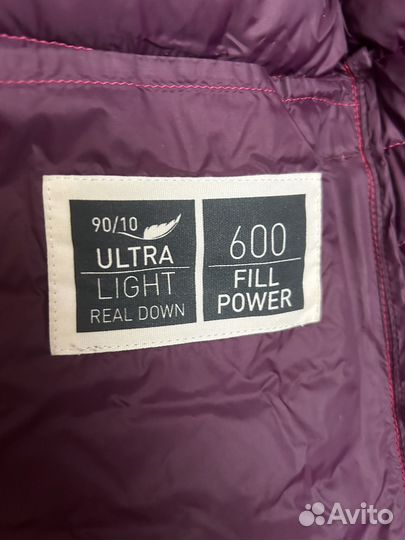 90/10
ULTRA
LIGHT
REAL DOWN
600
FILL
POWER
Avito